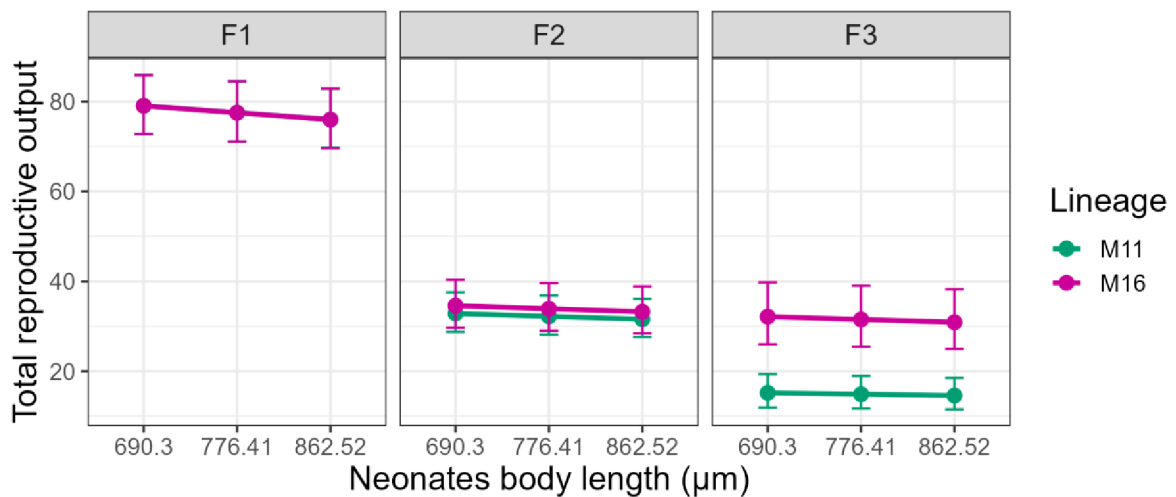 F1 F2 F3
Total reproductive output
80
60
40
20
690.3 776.41 862.52 690.3 776.41 862.52 690.3 776.41 862.52
Neonates body length (µm)
Lineage
M11
M16